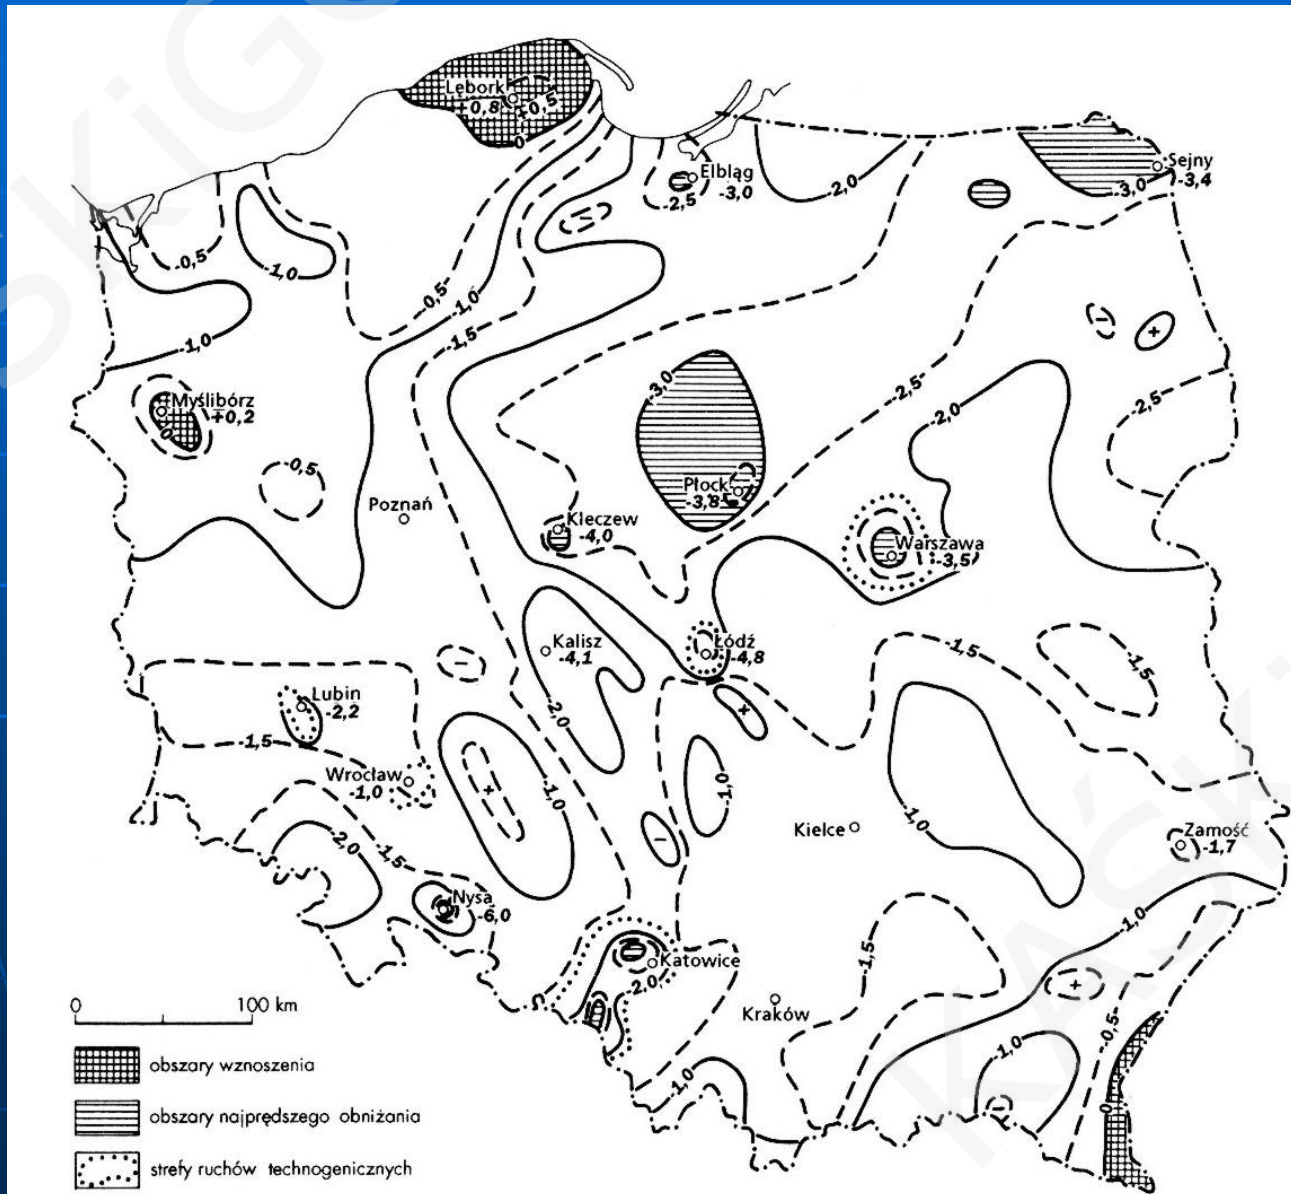 Lębork
+0,8
+0,5
0
Elbląg
-3,0
-2,5
-2,0
Sejny
-3,4
-3,0
-0,5
-1,0
-0,5
-1,0
-1,5
-1,0
Myślibórz
+0,2
0
-0,5
Poznań
-3,0
Płock
-3,8
Kleczew
-4,0
-2,5
-2,0
-2,5
Warszawa
-3,5
Kalisz
-4,1
-2,0
Łódź
-4,8
-1,5
-1,5
Lubin
-2,2
-1,5
Wrocław
-1,0
-1,0
-1,0
Kielce
-1,0
Zamość
-1,7
-2,0
-1,5
Nysa
-6,0
-1,0
-1,5
Katowice
-2,0
Kraków
-1,0
-1,0
-0,5
0
0 100 km
obszary wznoszenia
obszary najprędszego obniżania
strefy ruchów technogenicznych